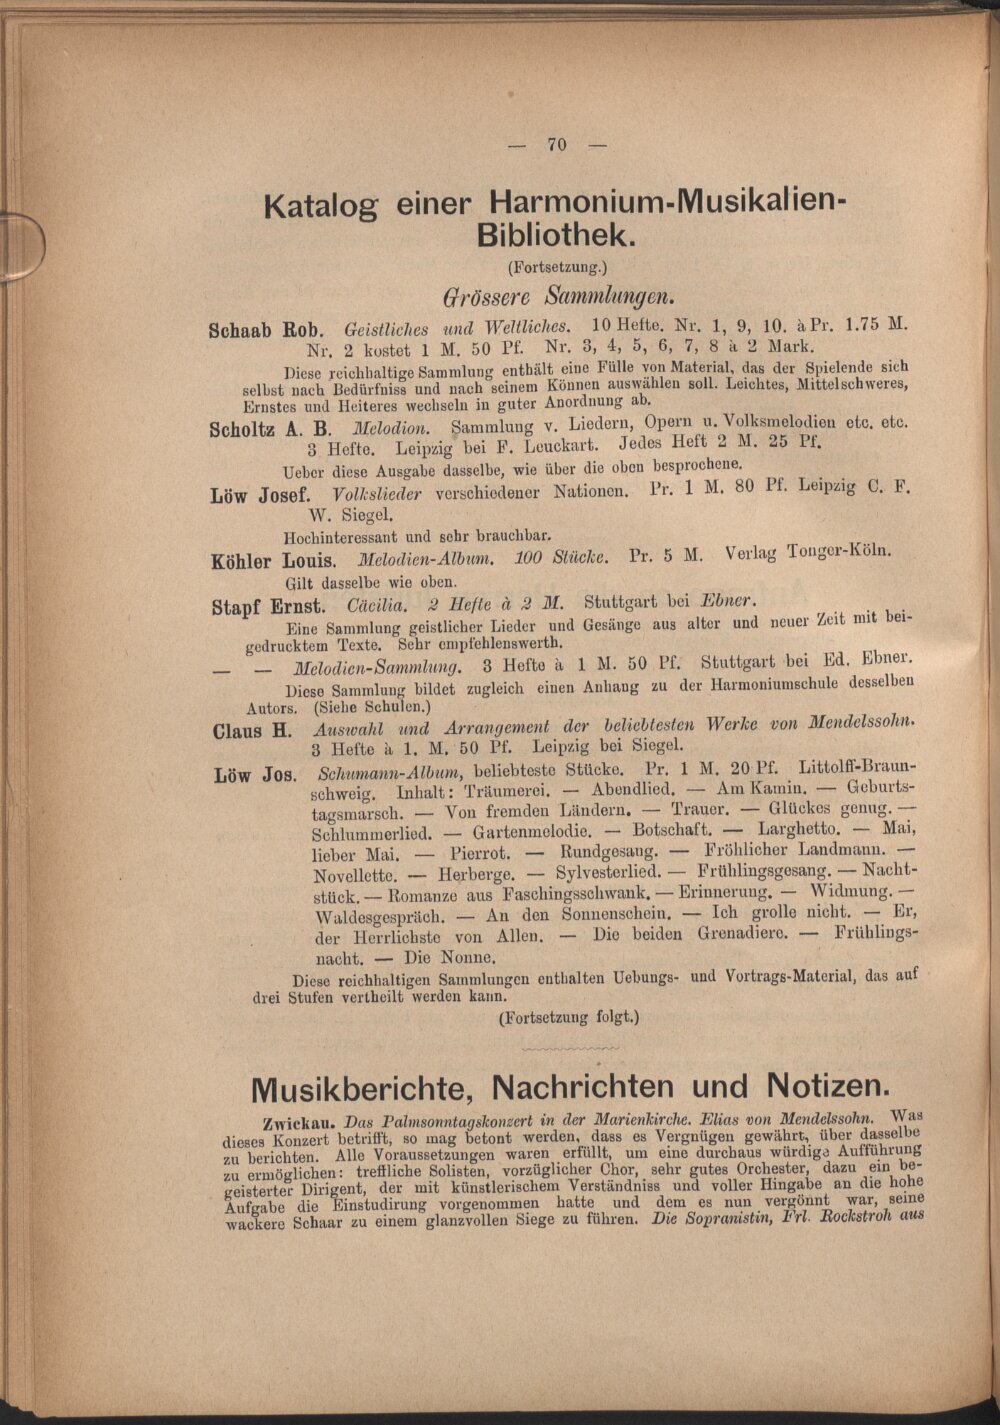 — 70 —
Katalog einer Harmonium-Musikalien-
Bibliothek.
(Fortsetzung.)
Grössere Sammlungen.
Schaab Rob. Geistliches und Weltliches. 10 Hefte. Nr. 1, 9, 10. à Pr. 1.75 M.
Nr. 2 kostet 1 M. 50 Pf. Nr. 3, 4, 5, 6, 7, 8 à 2 Mark.
Diese reichhaltige Sammlung enthält eine Fülle von Material, das der Spielende sich
selbst nach Bedürfniss und nach seinem Können auswählen soll. Leichtes, Mittelschweres,
Ernstes und Heiteres wechseln in guter Anordnung ab.
Scholtz A. B. Melodion. Sammlung v. Liedern, Opern u. Volksmelodien etc. etc.
3 Hefte. Leipzig bei F. Leuckart. Jedes Heft 2 M. 25 Pf.
Ueber diese Ausgabe dasselbe, wie über die oben besprochene.
Löw Josef. Volkslieder verschiedener Nationen. Pr. 1 M. 80 Pf. Leipzig C. F.
W. Siegel.
Hochinteressant und sehr brauchbar.
Köhler Louis. Melodien-Album. 100 Stücke. Pr. 5 M. Verlag Tonger-Köln.
Gilt dasselbe wie oben.
Stapf Ernst. Cäcilia. 2 Hefte à 2 M. Stuttgart bei Ebner.
Eine Sammlung geistlicher Lieder und Gesänge aus alter und neuer Zeit mit bei-
gedrucktem Texte. Sehr empfehlenswerth.
— — Melodien-Sammlung. 3 Hefte à 1 M. 50 Pf. Stuttgart bei Ed. Ebner.
Diese Sammlung bildet zugleich einen Anhang zu der Harmoniumschule desselben
Autors. (Siehe Schulen.)
Claus H. Auswahl und Arrangement der beliebtesten Werke von Mendelssohn.
3 Hefte à 1. M. 50 Pf. Leipzig bei Siegel.
Löw Jos. Schumann-Album, beliebteste Stücke. Pr. 1 M. 20 Pf. Littolff-Braun-
schweig. Inhalt: Träumerei. — Abendlied. — Am Kamin. — Geburts-
tagsmarsch. — Von fremden Ländern. — Trauer. — Glückes genug. —
Schlummerlied. — Gartenmelodie. — Botschaft. — Larghetto. — Mai,
lieber Mai. — Pierrot. — Rundgesang. — Fröhlicher Landmann. —
Novellette. — Herberge. — Sylvesterlied. — Frühlingsgesang. — Nacht-
stück. — Romanze aus Faschingsschwank. — Erinnerung. — Widmung. —
Waldesgespräch. — An den Sonnenschein. — Ich grolle nicht. — Er,
der Herrlichste von Allen. — Die beiden Grenadiere. — Frühlings-
nacht. — Die Nonne.
Diese reichhaltigen Sammlungen enthalten Uebungs- und Vortrags-Material, das auf
drei Stufen vertheilt werden kann.
(Fortsetzung folgt.)
Musikberichte, Nachrichten und Notizen.
Zwickau. Das Palmsonntagskonzert in der Marienkirche. Elias von Mendelssohn. Was
dieses Konzert betrifft, so mag betont werden, dass es Vergnügen gewährt, über dasselbe
zu berichten. Alle Voraussetzungen waren erfüllt, um eine durchaus würdige Aufführung
zu ermöglichen: treffliche Solisten, vorzüglicher Chor, sehr gutes Orchester, dazu ein be-
geisterter Dirigent, der mit künstlerischem Verständniss und voller Hingabe an die hohe
Aufgabe die Einstudirung vorgenommen hatte und dem es nun vergönnt war, seine
wackere Schaar zu einem glanzvollen Siege zu führen. Die Sopranistin, Frl. Rockstroh aus